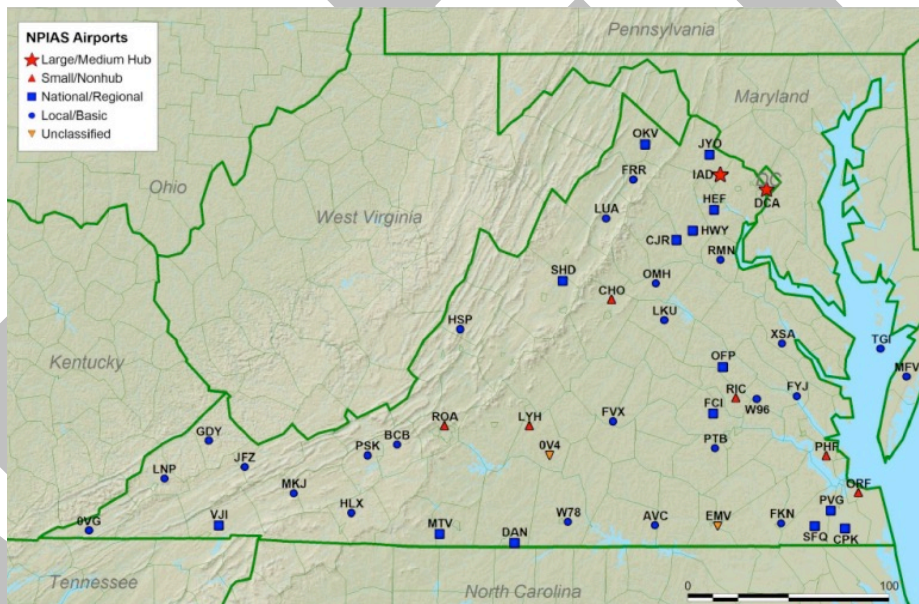 NPIAS Airports
Large/Medium Hub
Small/Nonhub
National/Regional
Local/Basic
Unclassified
Pennsylvania
Maryland
Ohio
West Virginia
Kentucky
Tennessee
North Carolina
OKV
JYO
FRR
IAD
DC
DCA
LUA
HEF
HWY
CJR
RMN
SHD
OMH
CHO
LKU
HSP
XSA
TGI
MFV
OFP
RIC
FYJ
W96
FCI
ROA
LYH
FVX
GDY
BCB
PSK
0V4
PTB
PHF
JFZ
LNP
MKJ
ORF
HLX
PVG
0VG
VJI
MTV
DAN
W78
AVC
EMV
FKN
SFQ
CPK
0
100